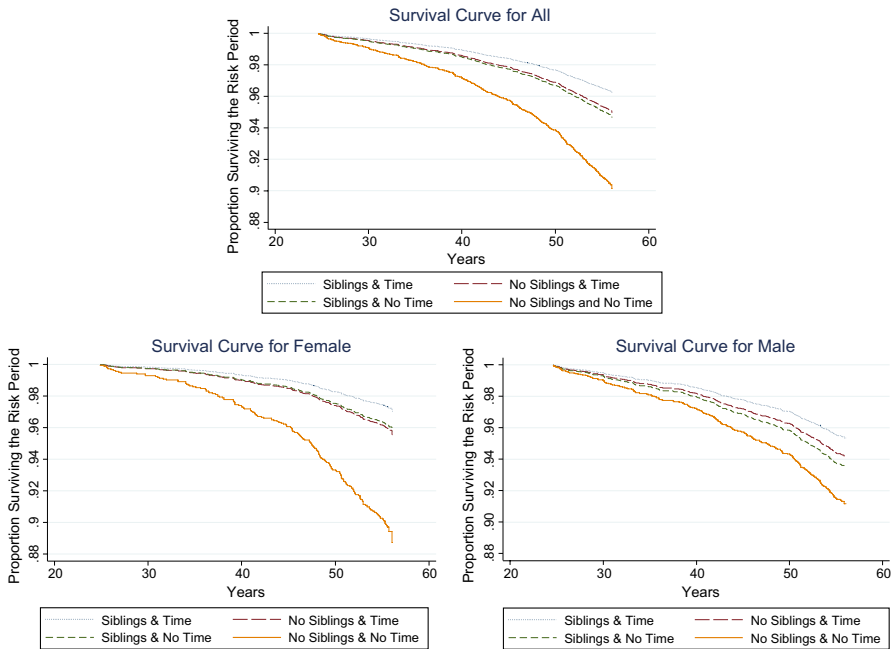 Survival Curve for All
Proportion Surviving the Risk Period
1
.98
.96
.94
.92
.9
.88
20 30 40 50 60
Years
Siblings & Time No Siblings & Time
Siblings & No Time No Siblings and No Time
Survival Curve for Female
Proportion Surviving the Risk Period
1
.98
.96
.94
.92
.9
.88
20 30 40 50 60
Years
Siblings & Time No Siblings & Time
Siblings & No Time No Siblings & No Time
Survival Curve for Male
Proportion Surviving the Risk Period
1
.98
.96
.94
.92
.90
.88
20 30 40 50 60
Years
Siblings & Time No Siblings & Time
Siblings & No Time No Siblings & No Time